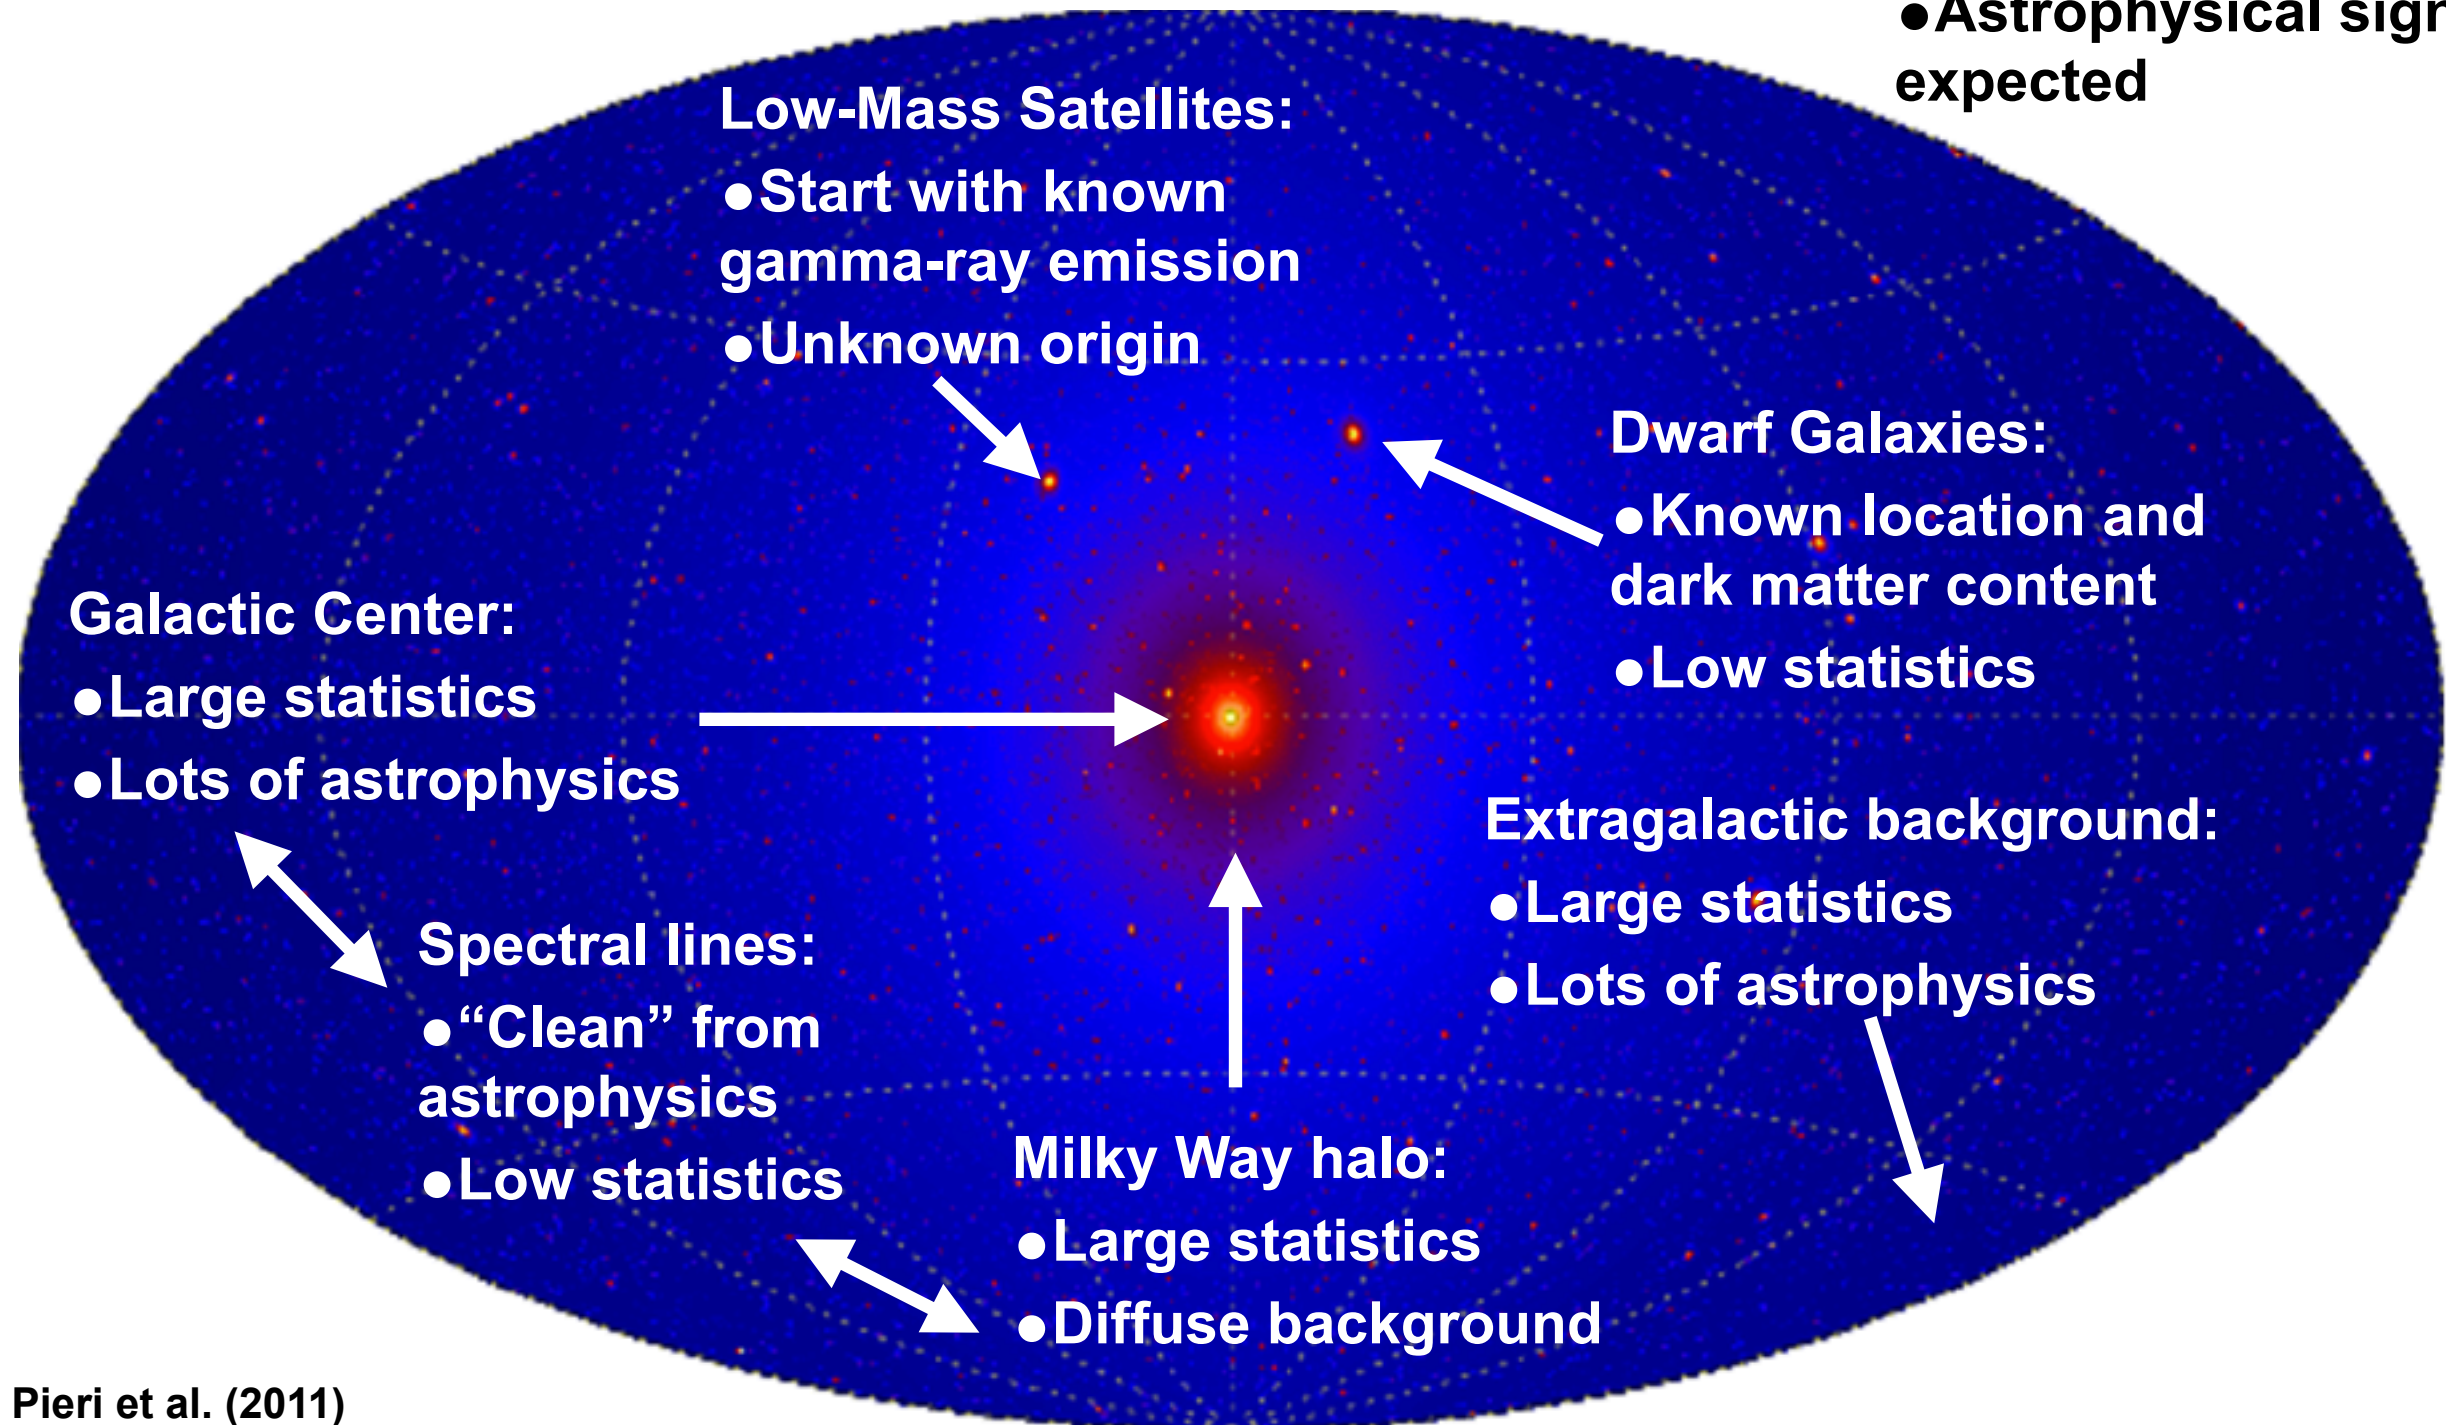 ●Astrophysical
expected
Low-Mass Satellites:
●Start with known
gamma-ray emission
●Unknown origin
Dwarf Galaxies:
●Known location and
dark matter content
●Low statistics
Galactic Center:
●Large statistics
●Lots of astrophysics
Extragalactic background:
●Large statistics
●Lots of astrophysics
Spectral lines:
●“Clean” from
astrophysics
●Low statistics
Milky Way halo:
●Large statistics
●Diffuse background
Pieri et al. (2011)